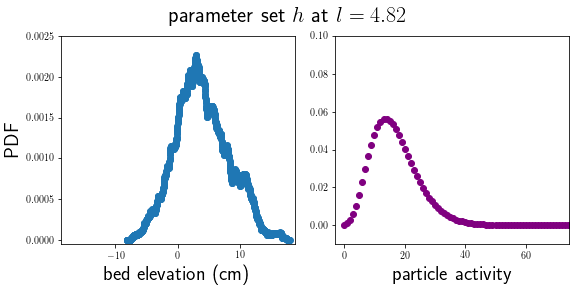 parameter set h at l = 4.82
PDF
0.0025
0.0020
0.0015
0.0010
0.0005
0.0000
−10 0 10
bed elevation (cm)
0.10
0.08
0.06
0.04
0.02
0.00
0 20 40 60
particle activity